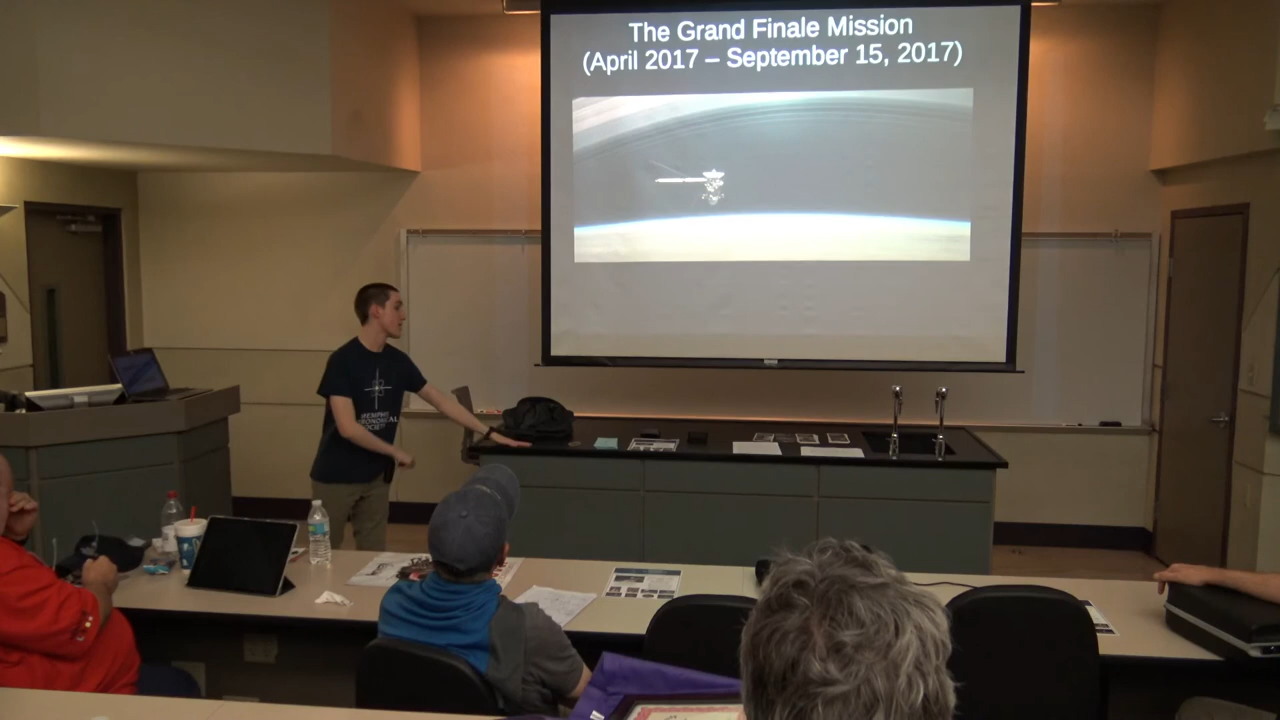 The Grand Finale Mission
(April 2017 – September 15, 2017)